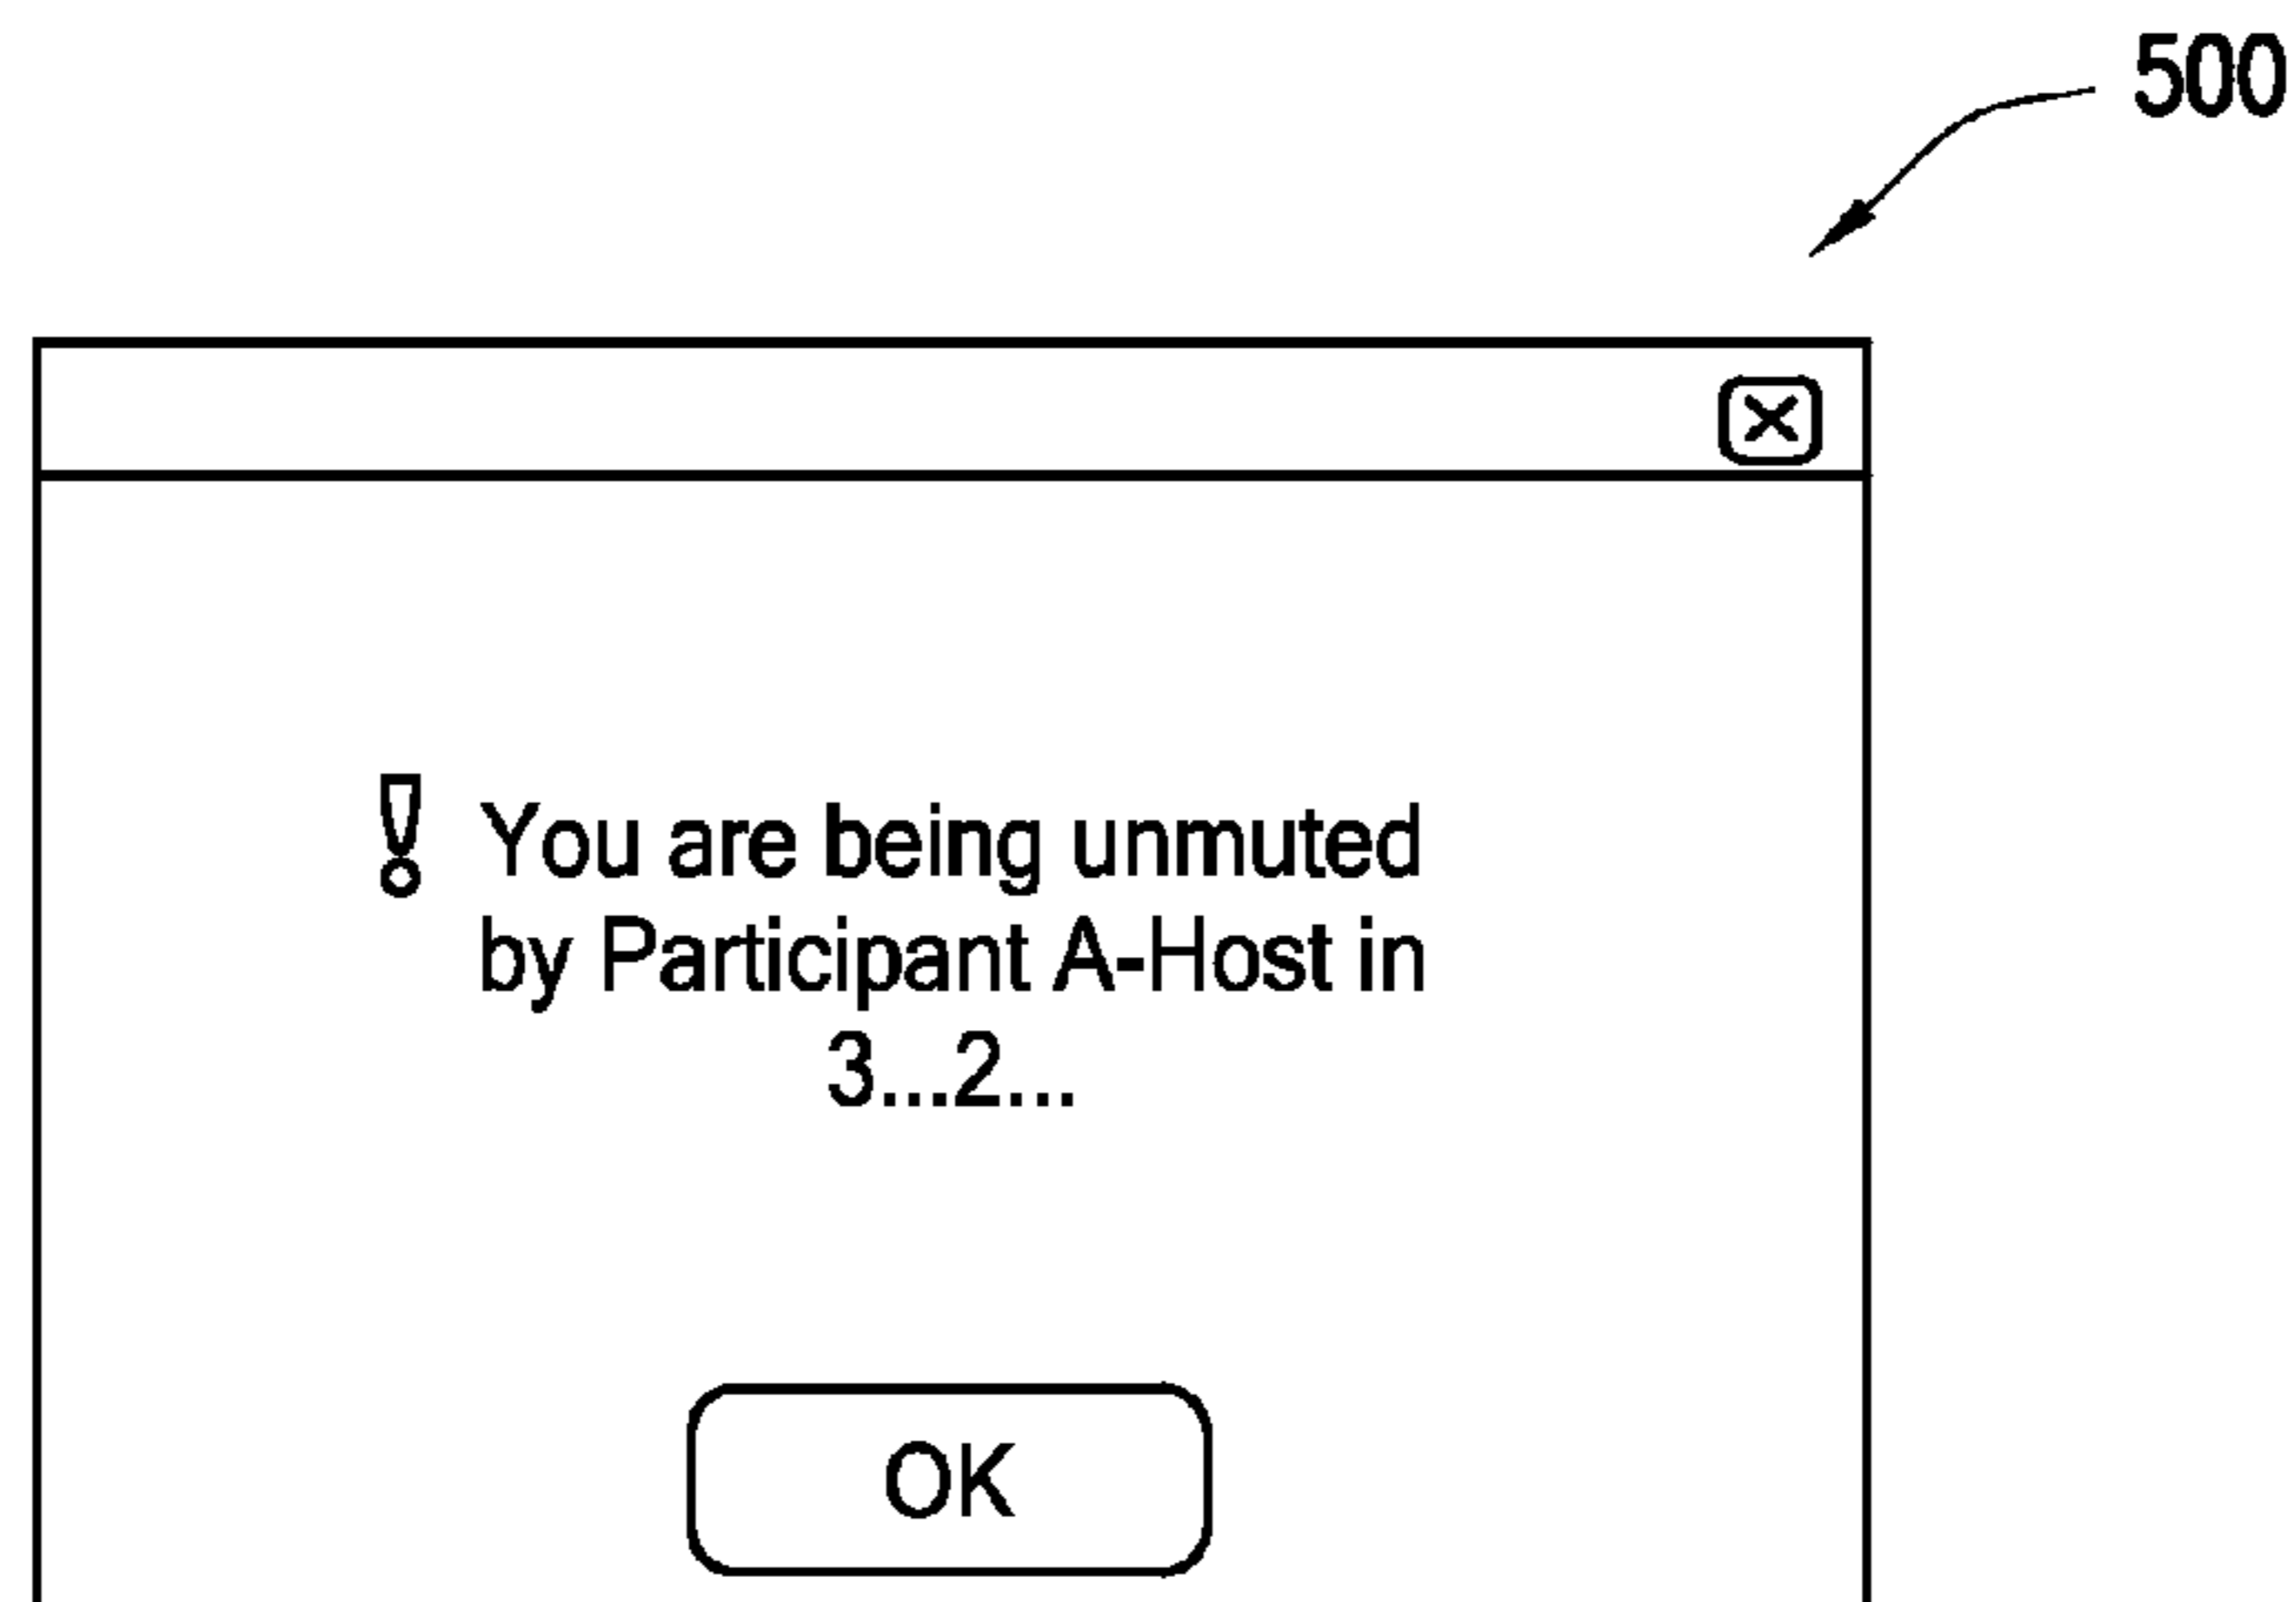 500
You are being unmuted
by Participant A-Host in
3...2...
OK